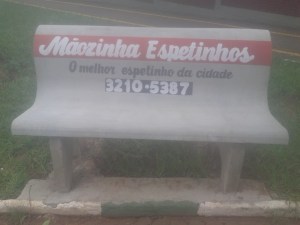 Mãozinha Espetinhos
O melhor espetinho da cidade
3210-5387